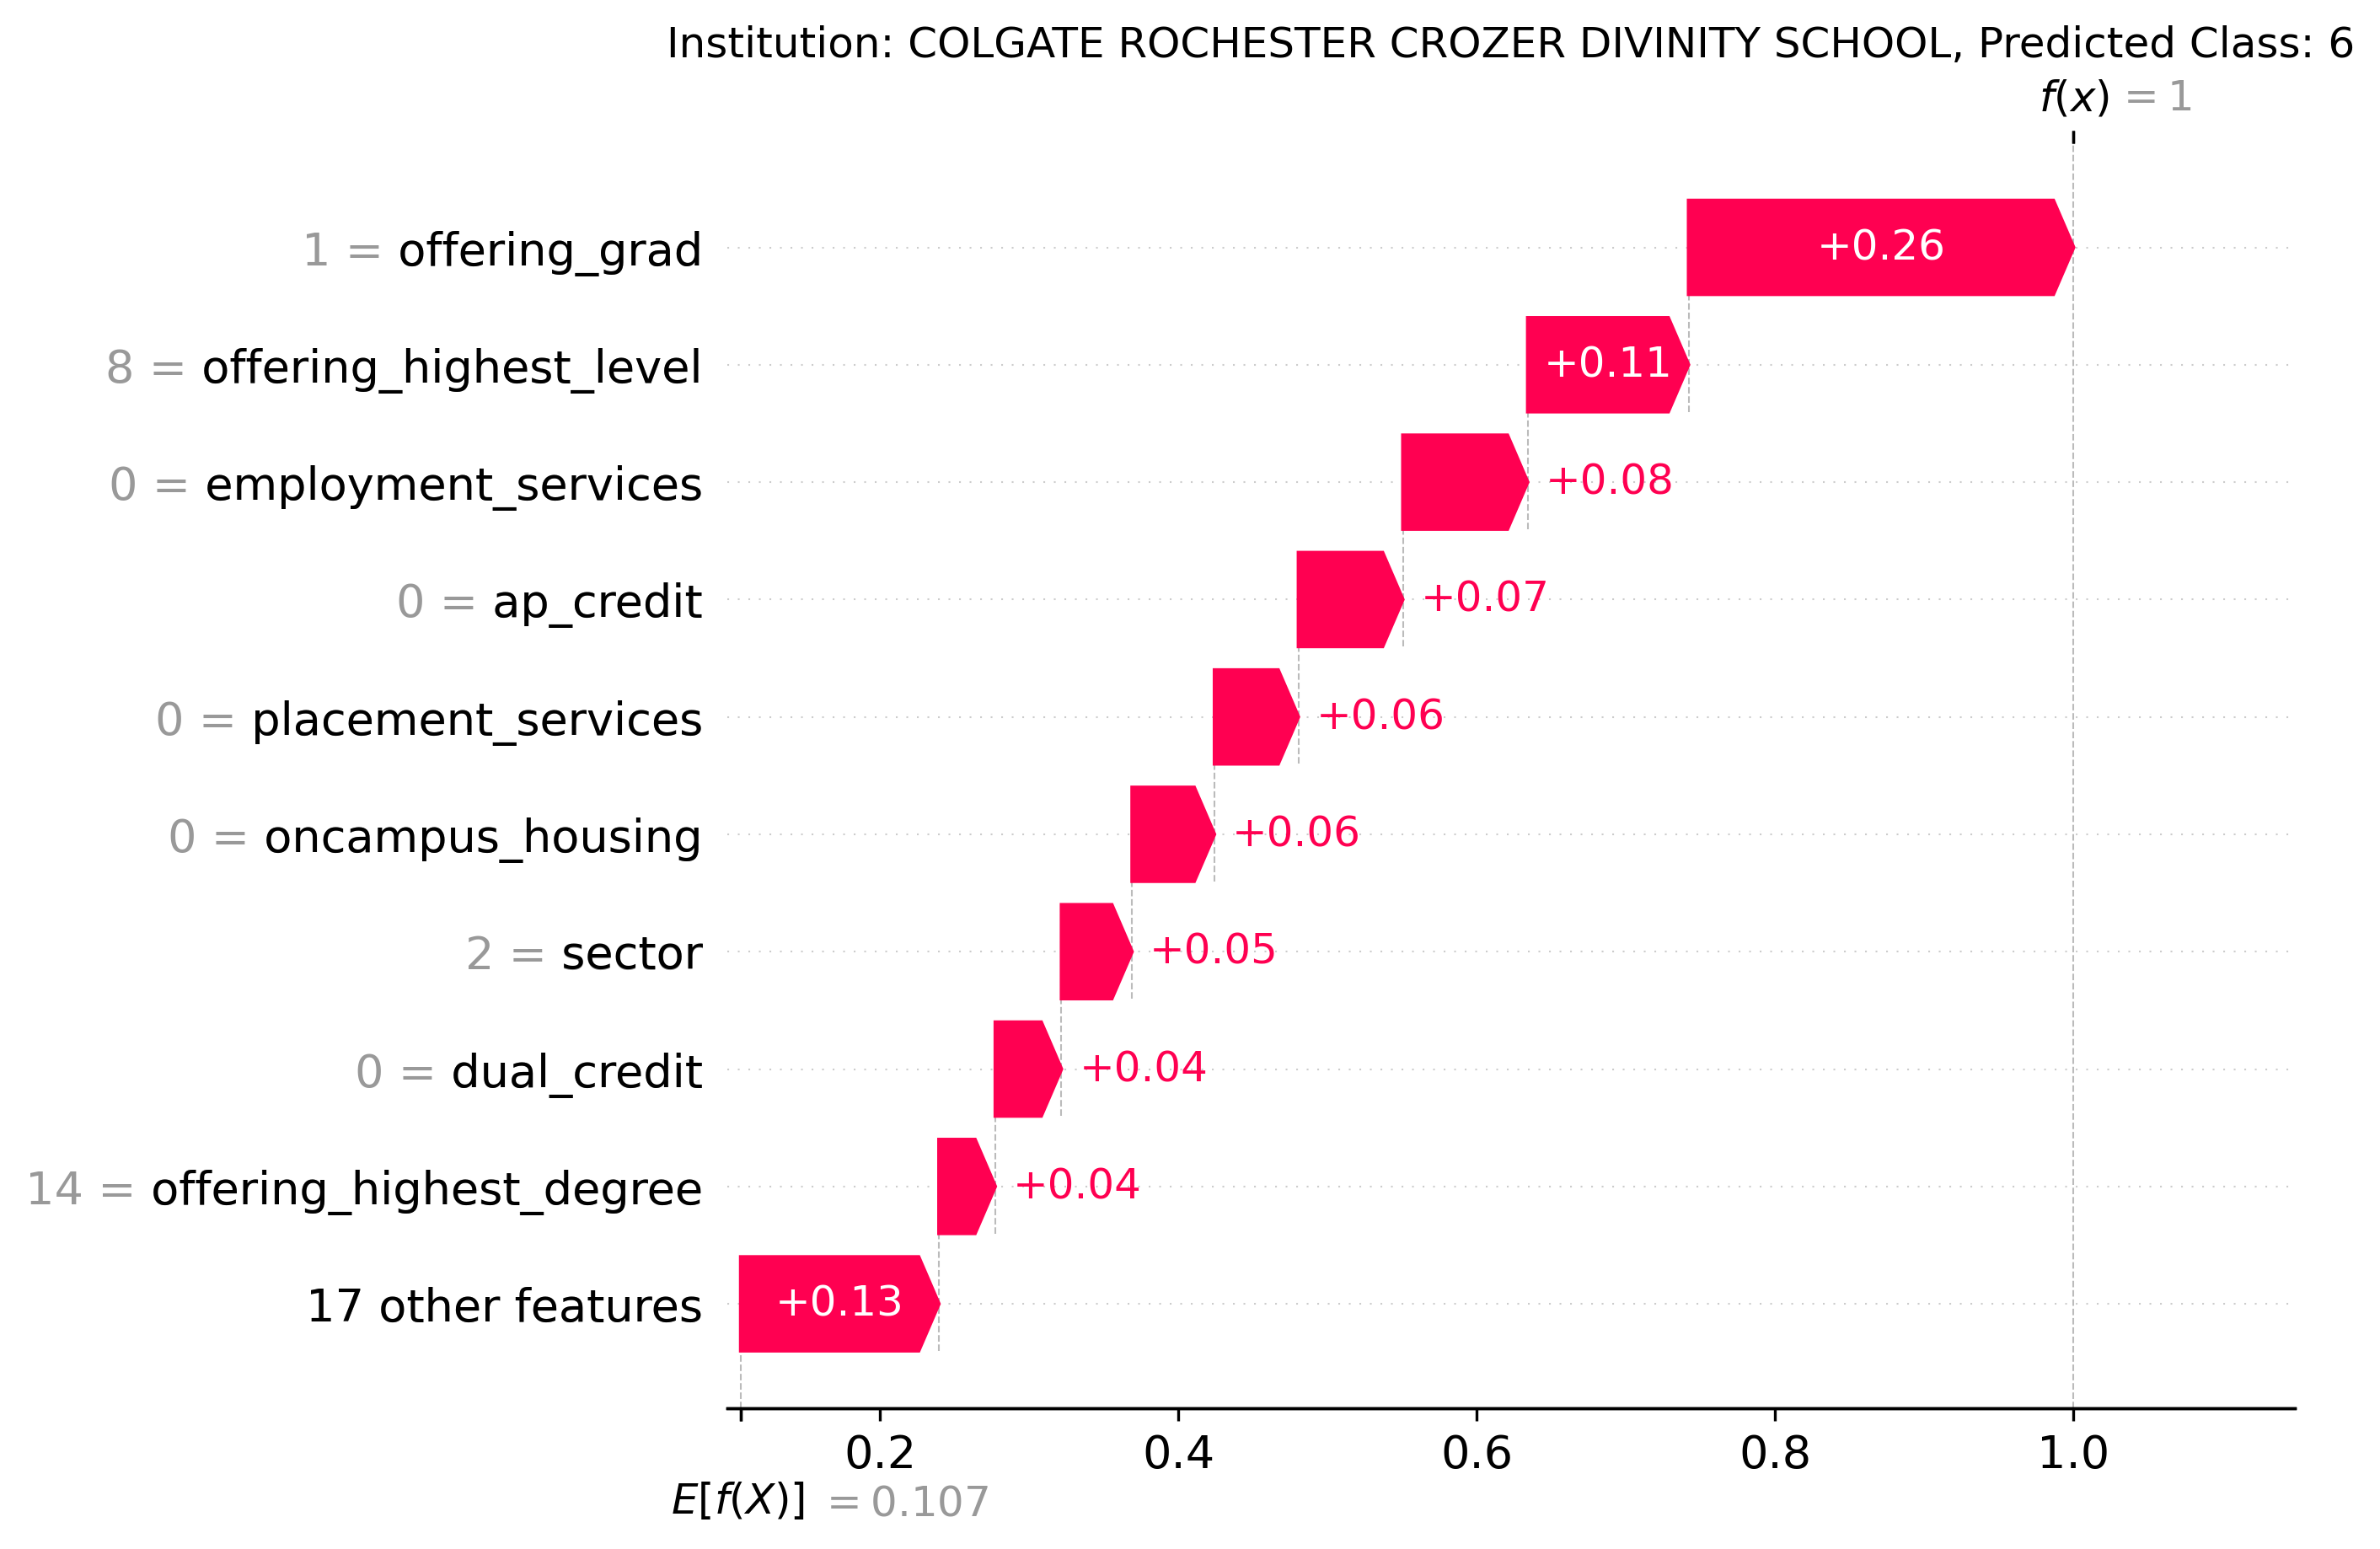 Institution: COLGATE ROCHESTER CROZER DIVINITY SCHOOL, Predicted Class: 6
f(x) = 1
1 = offering_grad +0.26
8 = offering_highest_level +0.11
0 = employment_services +0.08
0 = ap_credit +0.07
0 = placement_services +0.06
0 = oncampus_housing +0.06
2 = sector +0.05
0 = dual_credit +0.04
14 = offering_highest_degree +0.04
17 other features +0.13
0.2 0.4 0.6 0.8 1.0
E[f(X)] = 0.107